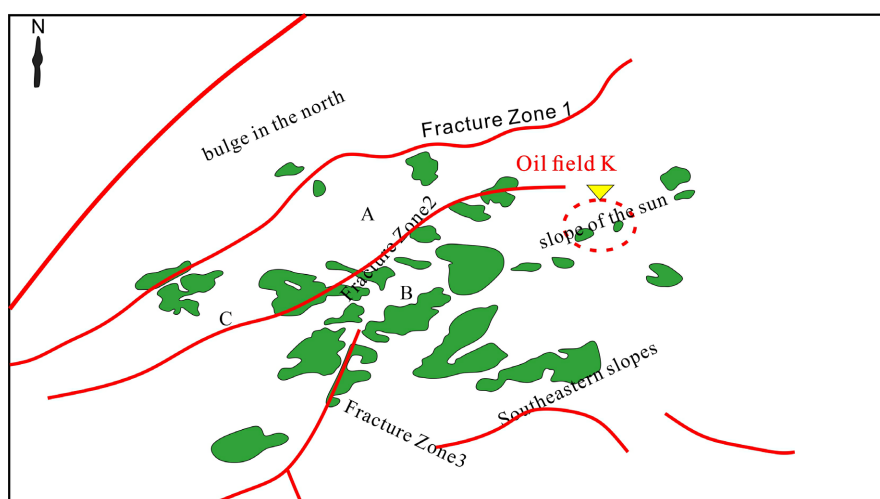 N
bulge in the north
Fracture Zone 1
Oil field K
A
Fracture Zone2
slope of the sun
B
C
Southeastern slopes
Fracture Zone3